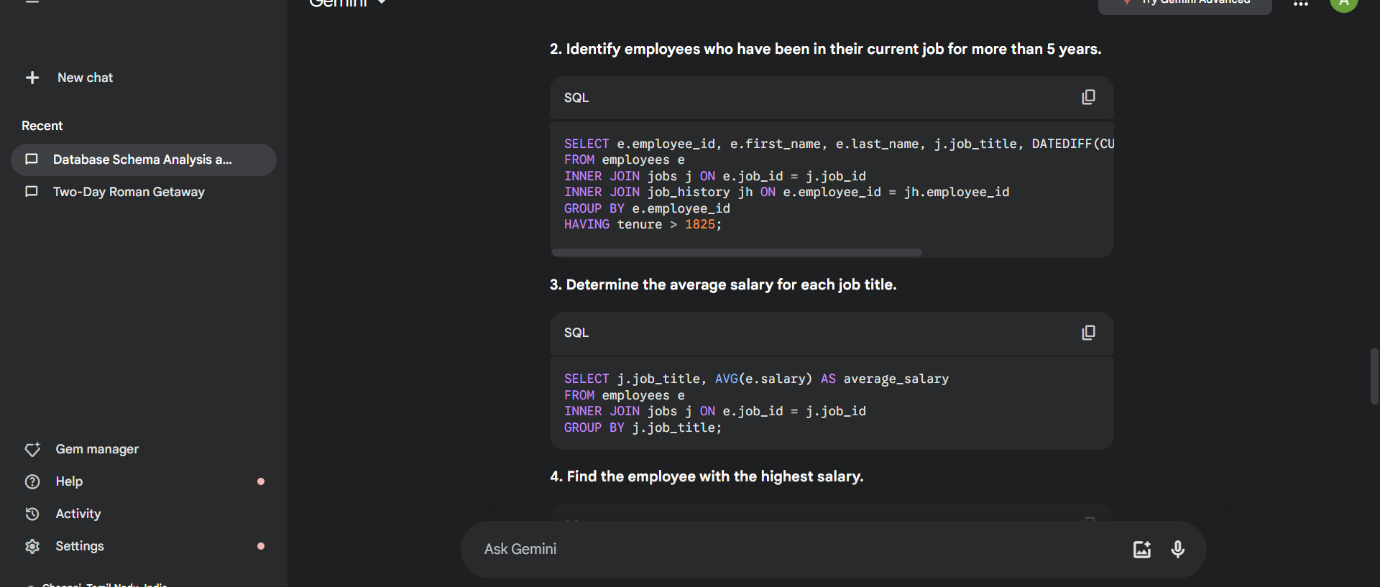 Gemini
Try Gemini Advanced
A
New chat
Recent
Database Schema Analysis a...
Two-Day Roman Getaway
Gem manager
Help
Activity
Settings
Chennai, Tamil Nadu, India
2. Identify employees who have been in their current job for more than 5 years.
SQL
SELECT e.employee_id, e.first_name, e.last_name, j.job_title, DATEDIFF(CU
FROM employees e
INNER JOIN jobs j ON e.job_id = j.job_id
INNER JOIN job_history jh ON e.employee_id = jh.employee_id
GROUP BY e.employee_id
HAVING tenure > 1825;
3. Determine the average salary for each job title.
SQL
SELECT j.job_title, AVG(e.salary) AS average_salary
FROM employees e
INNER JOIN jobs j ON e.job_id = j.job_id
GROUP BY j.job_title;
4. Find the employee with the highest salary.
Ask Gemini